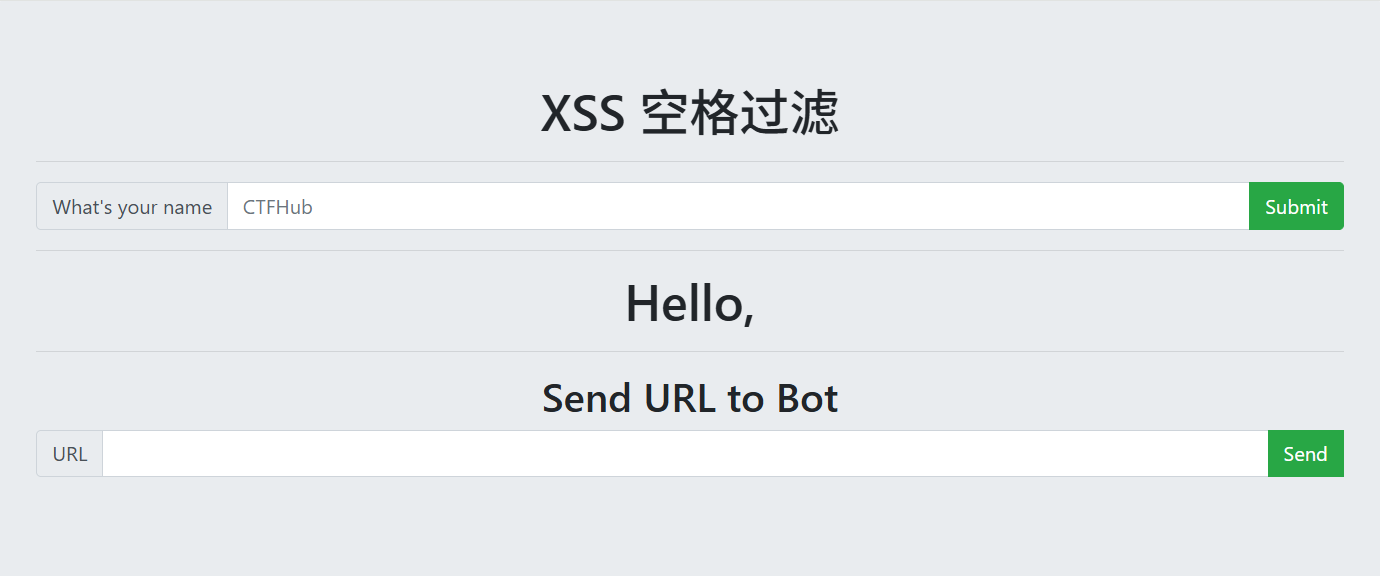 XSS 空格过滤
What's your name CTFHub Submit
Hello,
Send URL to Bot
URL Send